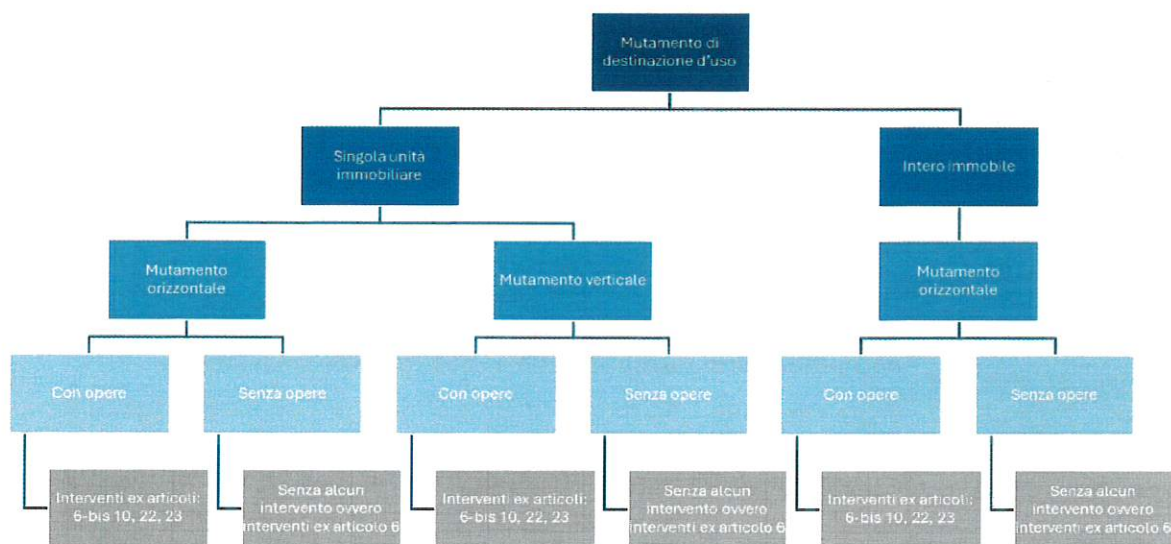 Mutamento di
destinazione d'uso
Singola unità
immobiliare
Intero immobile
Mutamento
orizzontale
Mutamento verticale
Mutamento
orizzontale
Con opere
Senza opere
Con opere
Senza opere
Con opere
Senza opere
Interventi ex articoli:
6-bis 10, 22, 23
Senza alcun
intervento ovvero
interventi ex articolo 6
Interventi ex articoli:
6-bis 10, 22, 23
Senza alcun
intervento ovvero
interventi ex articolo 6
Interventi ex articoli:
6-bis 10, 22, 23
Senza alcun
intervento ovvero
interventi ex articolo 6